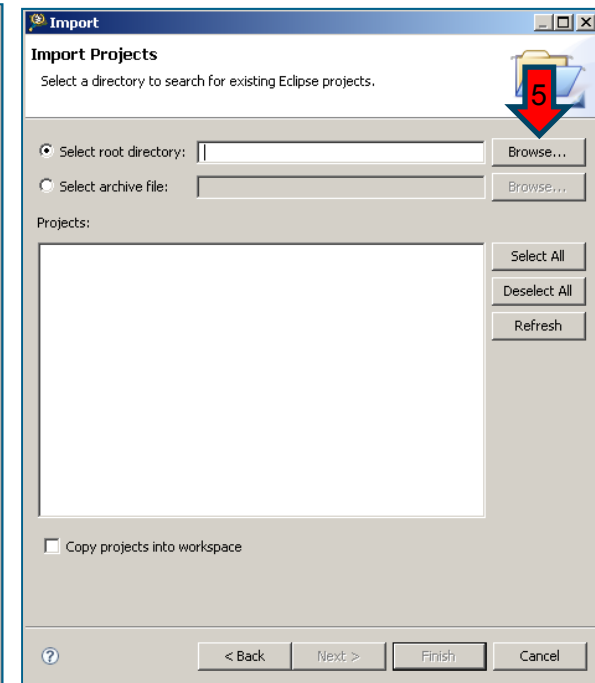 Import
Import Projects
Select a directory to search for existing Eclipse projects.
5
Select root directory: Browse...
Select archive file: Browse...
Projects:
Select All
Deselect All
Refresh
Copy projects into workspace
? < Back Next > Finish Cancel